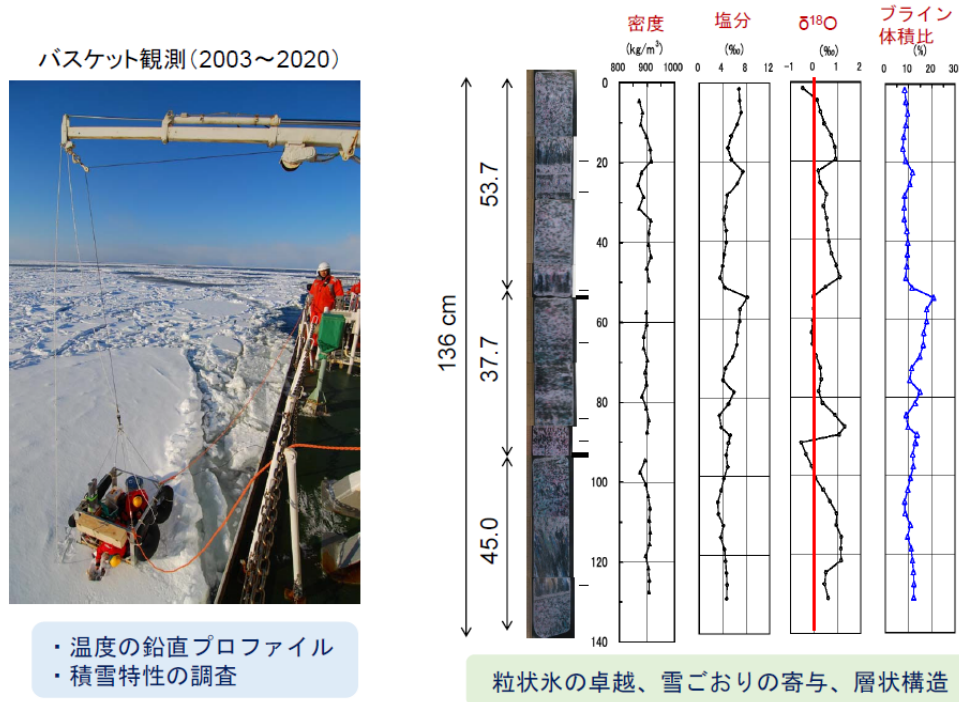 バスケット観測(2003~2020)
・温度の鉛直プロファイル
・積雪特性の調査
136 cm
53.7
37.7
45.0
密度
(kg/m³)
800 900 1000
塩分
(‰)
0 4 8 12
δ¹⁸O
(‰)
-1 0 1 2
ブライン
体積比
(%)
0 10 20 30
0
20
40
60
80
100
120
140
粒状氷の卓越、雪ごおりの寄与、層状構造